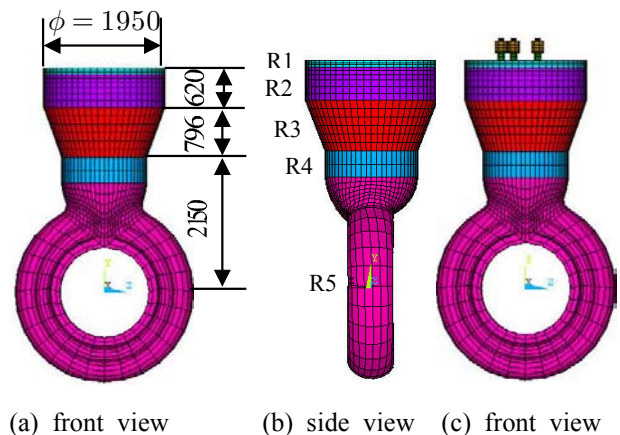 ϕ = 1950
620
796
2150
R1
R2
R3
R4
R5
(a) front view
(b) side view
(c) front view